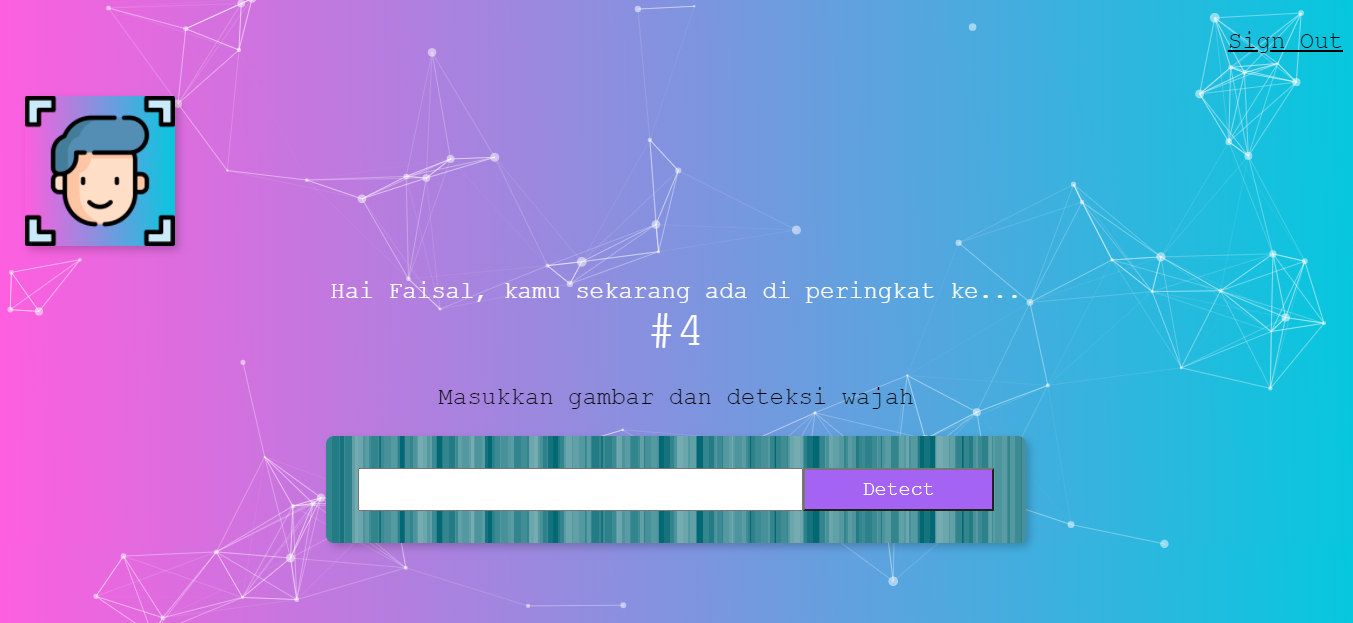 Sign Out
Hai Faisal, kamu sekarang ada di peringkat ke...
#4
Masukkan gambar dan deteksi wajah
Detect